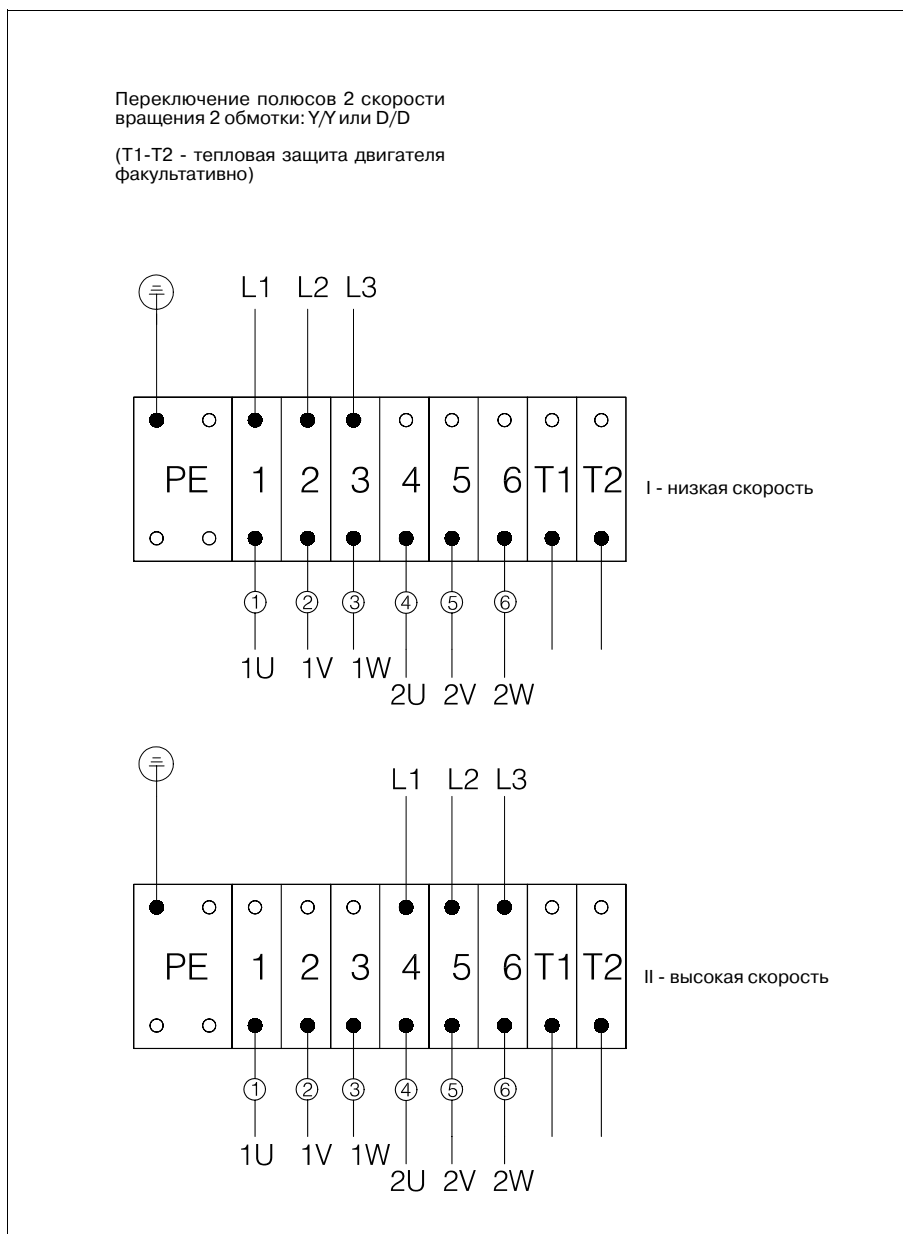 Переключение полюсов 2 скорости
вращения 2 обмотки: Y/Y или D/D
(T1-T2 - тепловая защита двигателя
факультативно)
L1 L2 L3
PE 1 2 3 4 5 6 T1 T2
I - низкая скорость
1 2 3 4 5 6
1U 1V 1W
2U 2V 2W
L1 L2 L3
PE 1 2 3 4 5 6 T1 T2
II - высокая скорость
1 2 3 4 5 6
1U 1V 1W
2U 2V 2W